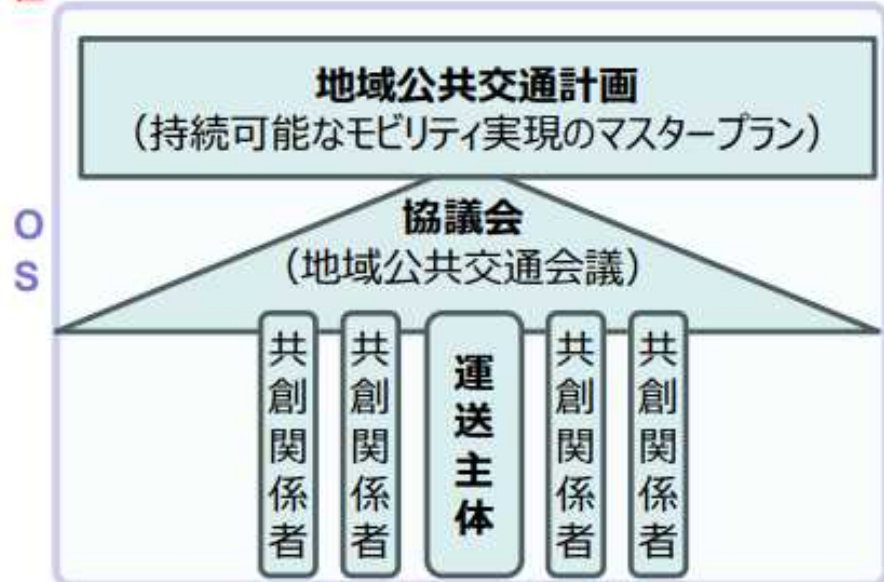 地域公共交通計画
（持続可能なモビリティ実現のマスタープラン）
協議会
（地域公共交通会議）
OS
共創関係者
共創関係者
運送主体
共創関係者
共創関係者